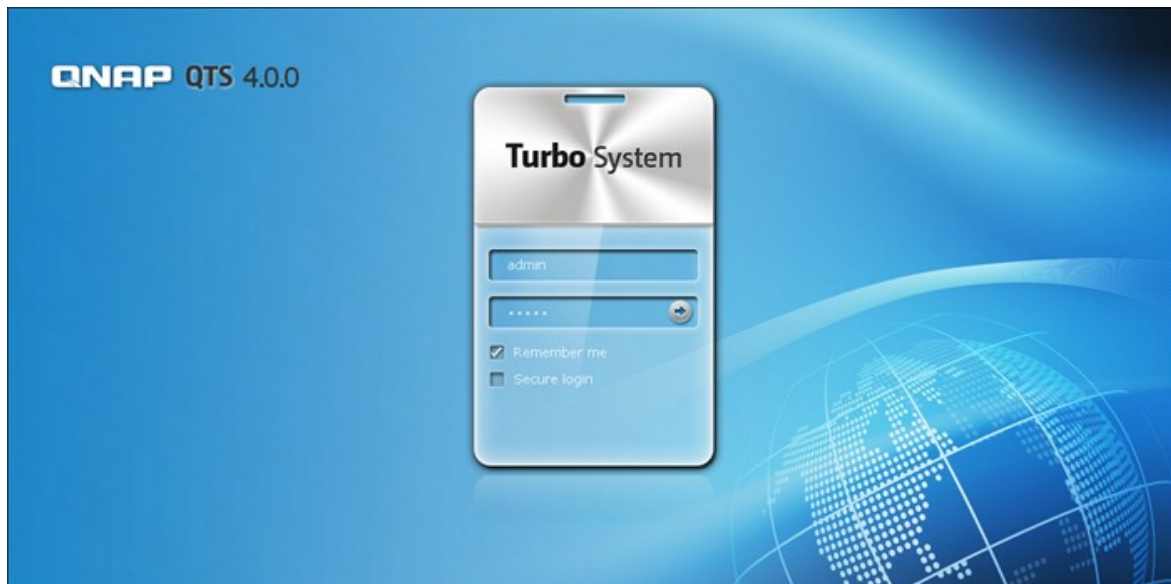 QNAP QTS 4.0.0
Turbo System
admin
•••••
Remember me
Secure login